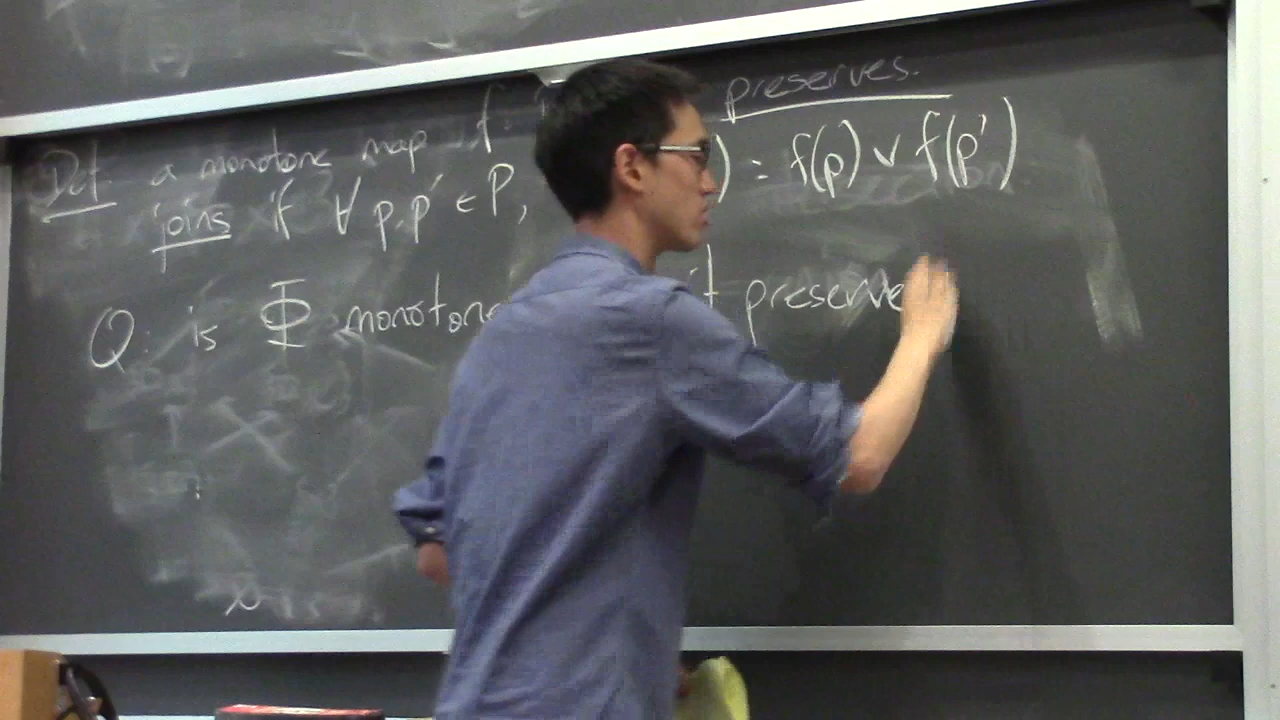 Def. a monotone map f: preserves.
joins if ∀ p,p' ∈ P, ) = f(p) ∨ f(p')
Q: is Φ monotone it preserve